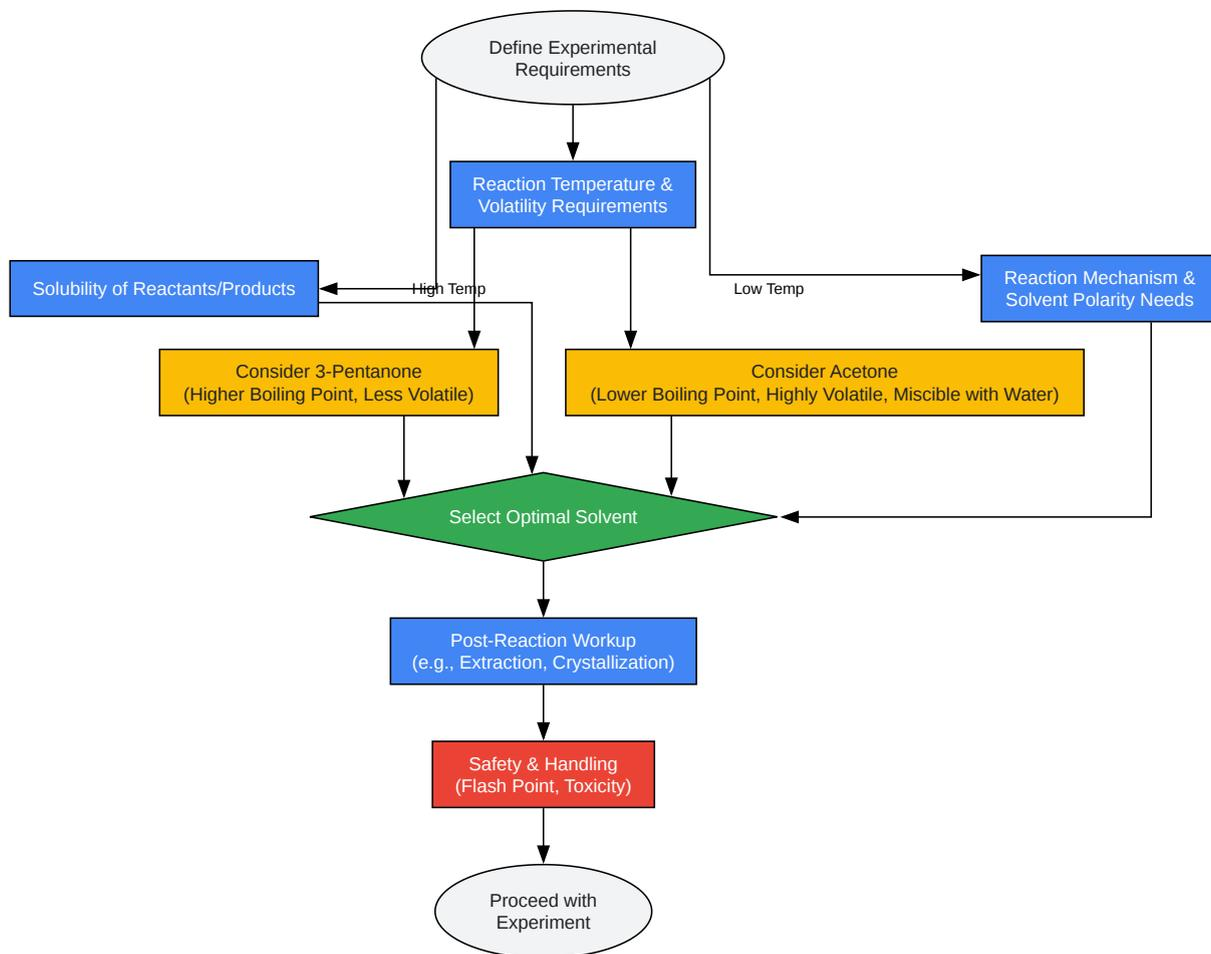 Define Experimental
Requirements
Reaction Temperature &
Volatility Requirements
Solubility of Reactants/Products
High Temp
Low Temp
Reaction Mechanism &
Solvent Polarity Needs
Consider 3-Pentanone
(Higher Boiling Point, Less Volatile)
Consider Acetone
(Lower Boiling Point, Highly Volatile, Miscible with Water)
Select Optimal Solvent
Post-Reaction Workup
(e.g., Extraction, Crystallization)
Safety & Handling
(Flash Point, Toxicity)
Proceed with
Experiment